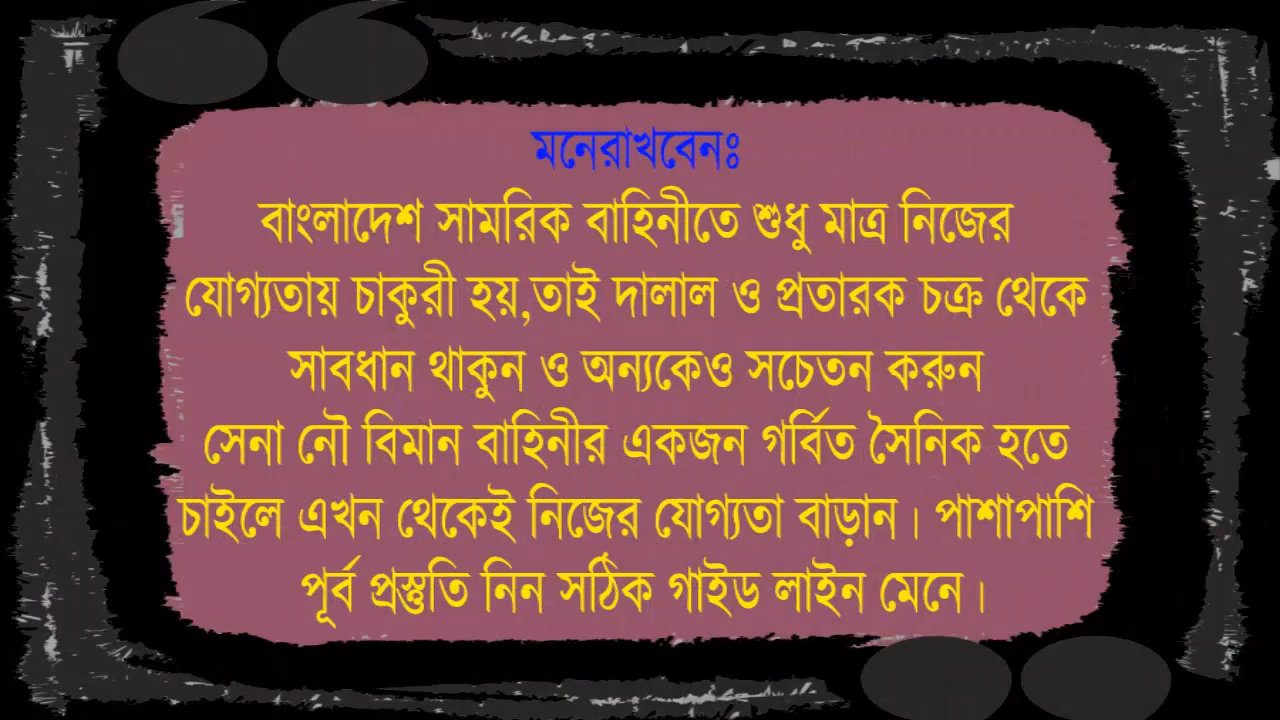 মনেরাখবেনঃ
বাংলাদেশ সামরিক বাহিনীতে শুধু মাত্র নিজের
যোগ্যতায় চাকুরী হয়,তাই দালাল ও প্রতারক চক্র থেকে
সাবধান থাকুন ও অন্যকেও সচেতন করুন
সেনা নৌ বিমান বাহিনীর একজন গর্বিত সৈনিক হতে
চাইলে এখন থেকেই নিজের যোগ্যতা বাড়ান। পাশাপাশি
পূর্ব প্রস্তুতি নিন সঠিক গাইড লাইন মেনে।